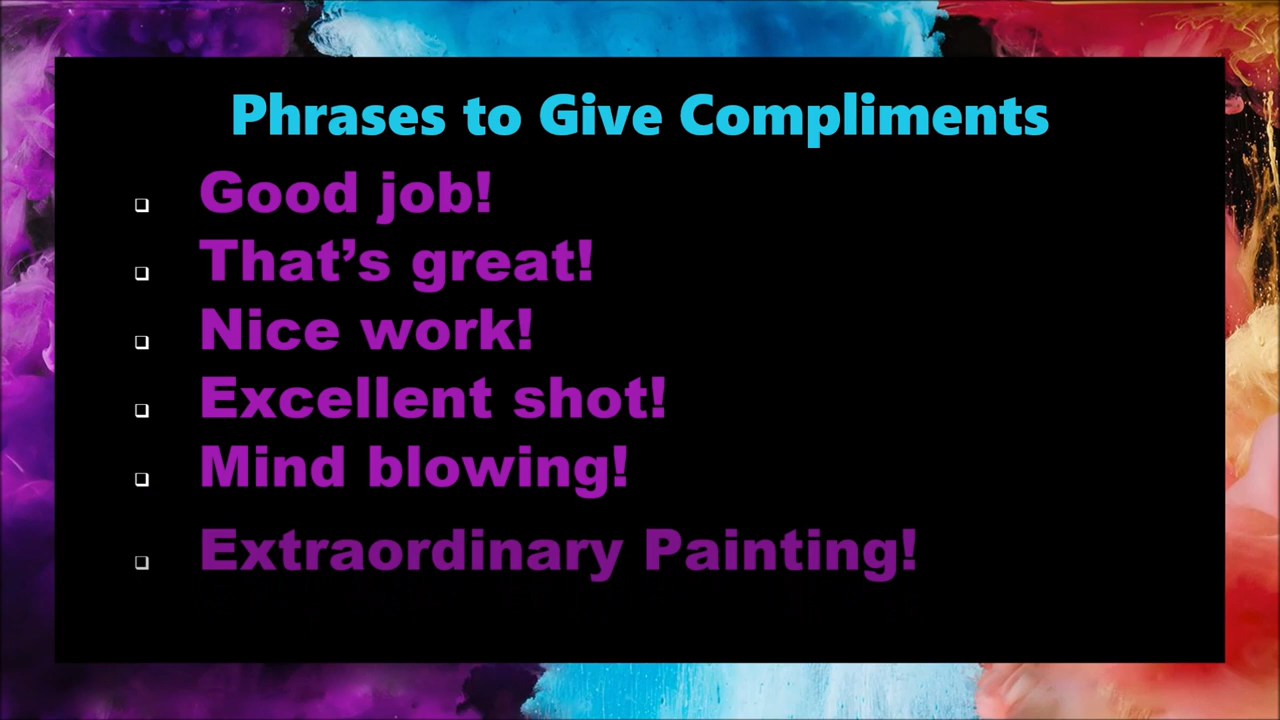 Phrases to Give Compliments
Good job!
That’s great!
Nice work!
Excellent shot!
Mind blowing!
Extraordinary Painting!